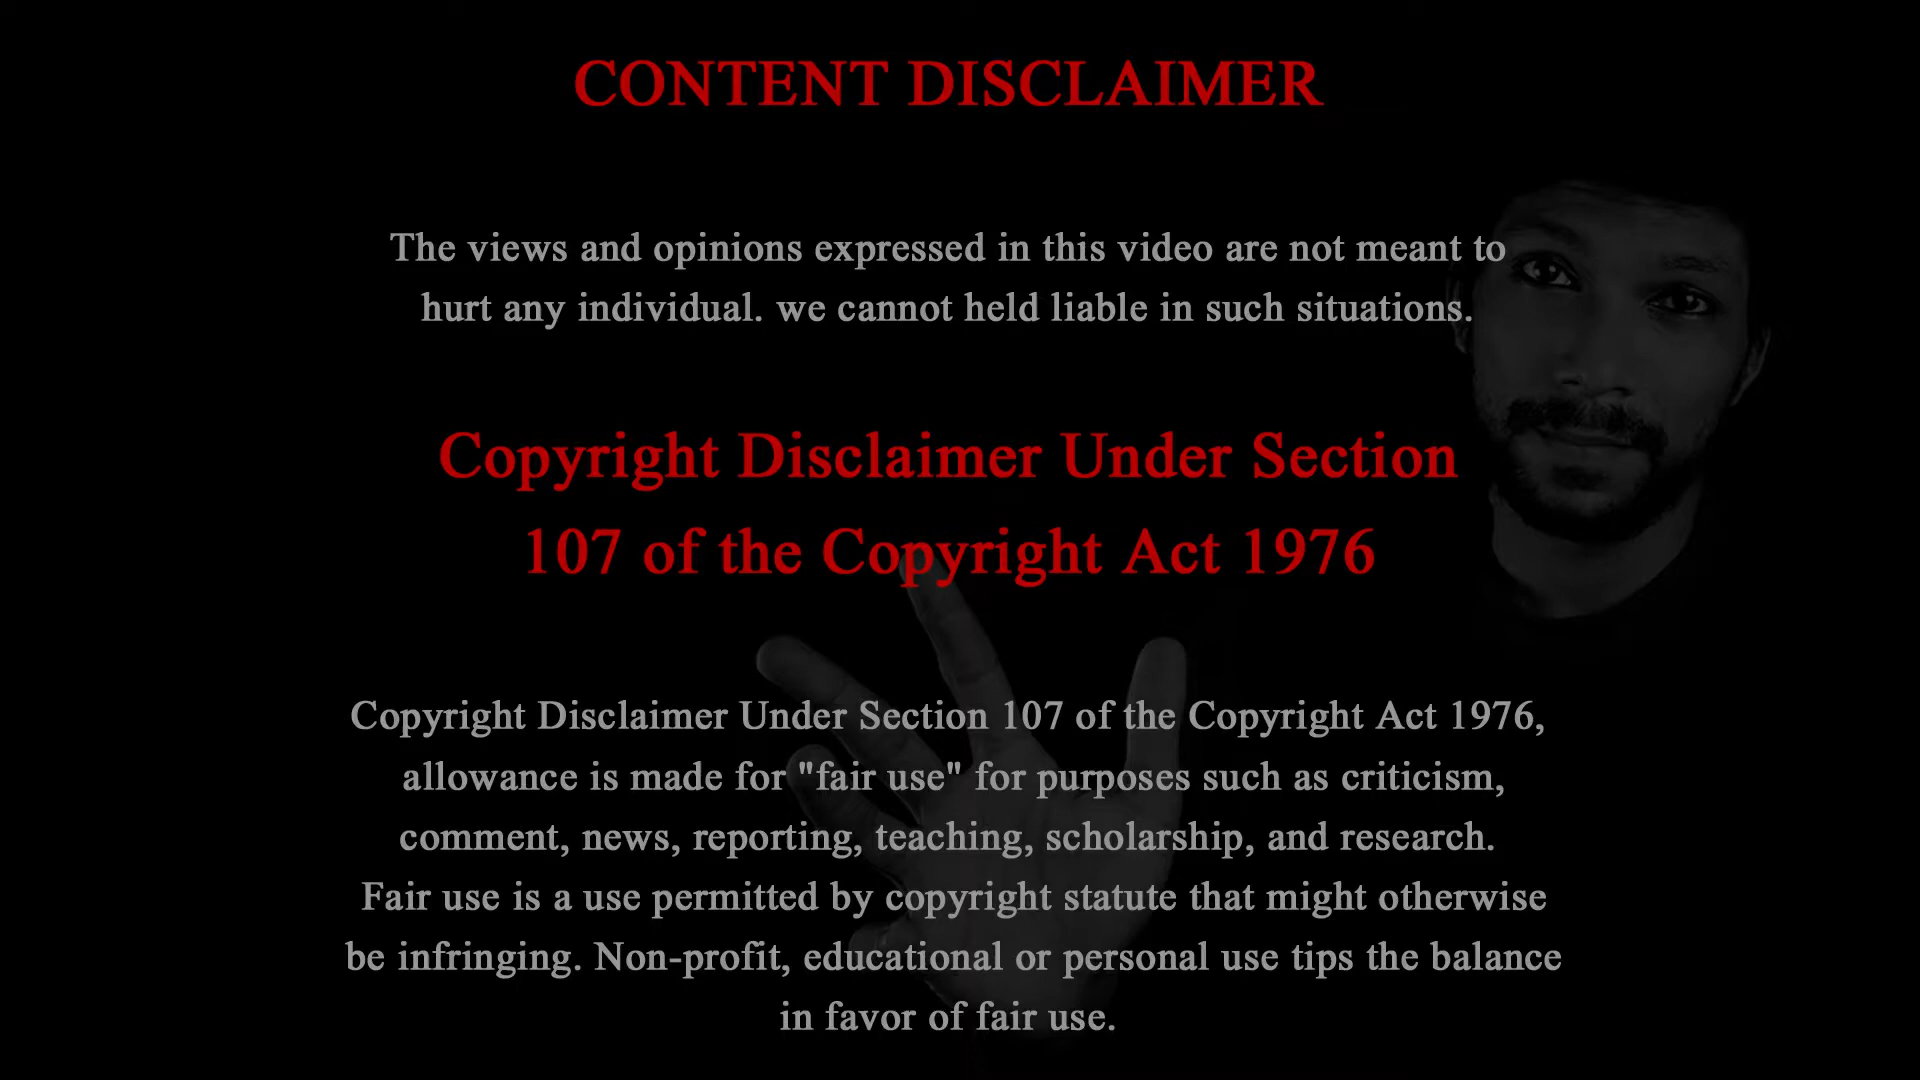 CONTENT DISCLAIMER
The views and opinions expressed in this video are not meant to
hurt any individual. we cannot held liable in such situations.
Copyright Disclaimer Under Section
107 of the Copyright Act 1976
Copyright Disclaimer Under Section 107 of the Copyright Act 1976,
allowance is made for "fair use" for purposes such as criticism,
comment, news, reporting, teaching, scholarship, and research.
Fair use is a use permitted by copyright statute that might otherwise
be infringing. Non-profit, educational or personal use tips the balance
in favor of fair use.